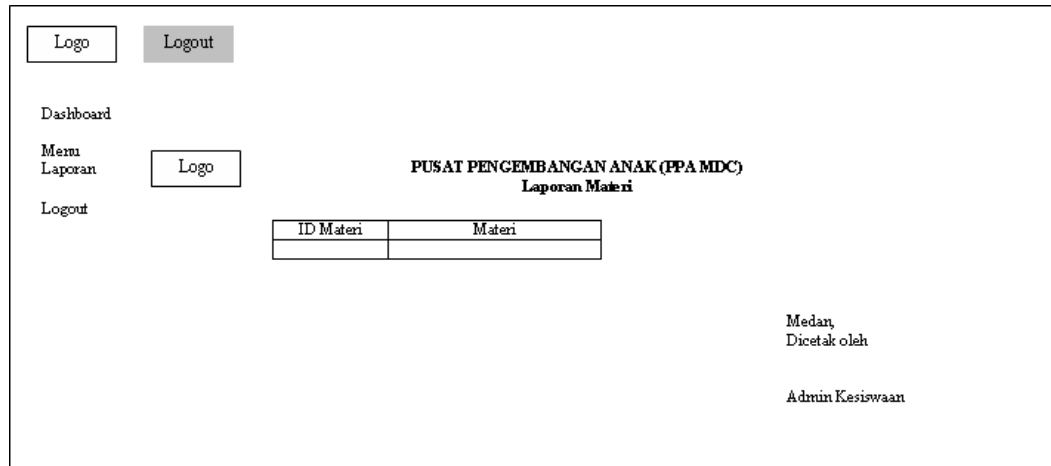 Logo
Logout
Dashboard
Menu
Laporan
Logout
Logo
PUSAT PENGEMBANGAN ANAK (PPA MDC)
Laporan Materi
ID Materi
Materi
Medan,
Dicetak oleh
Admin Kesiswaan